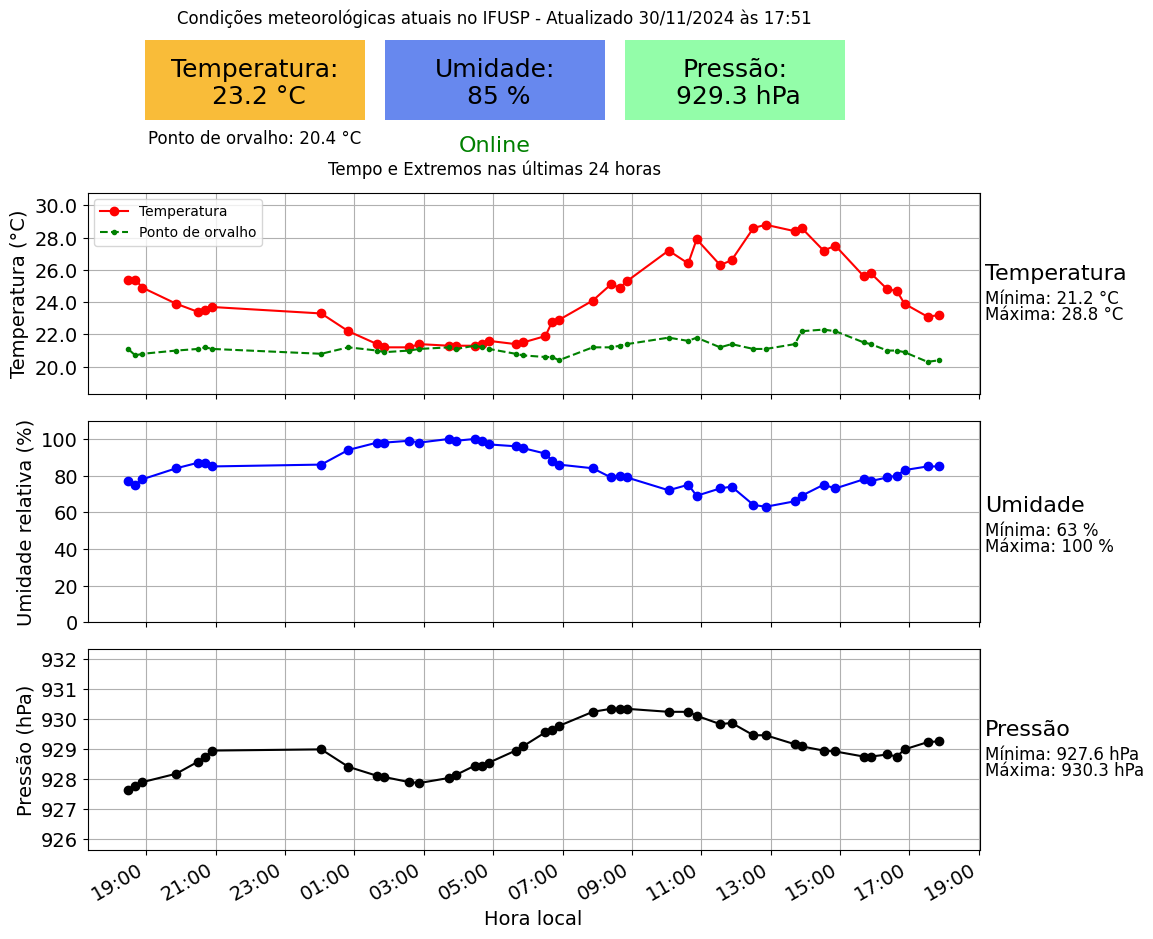 Condições meteorológicas atuais no IFUSP - Atualizado 30/11/2024 às 17:51
Temperatura:
23.2 °C
Umidade:
85 %
Pressão:
929.3 hPa
Ponto de orvalho: 20.4 °C
Online
Tempo e Extremos nas últimas 24 horas
Temperatura (°C)
30.0
28.0
26.0
24.0
22.0
20.0
Temperatura
Ponto de orvalho
Temperatura
Mínima: 21.2 °C
Máxima: 28.8 °C
Umidade relativa (%)
100
80
60
40
20
0
Umidade
Mínima: 63 %
Máxima: 100 %
Pressão (hPa)
932
931
930
929
928
927
926
Pressão
Mínima: 927.6 hPa
Máxima: 930.3 hPa
19:00 21:00 23:00 01:00 03:00 05:00 07:00 09:00 11:00 13:00 15:00 17:00 19:00
Hora local